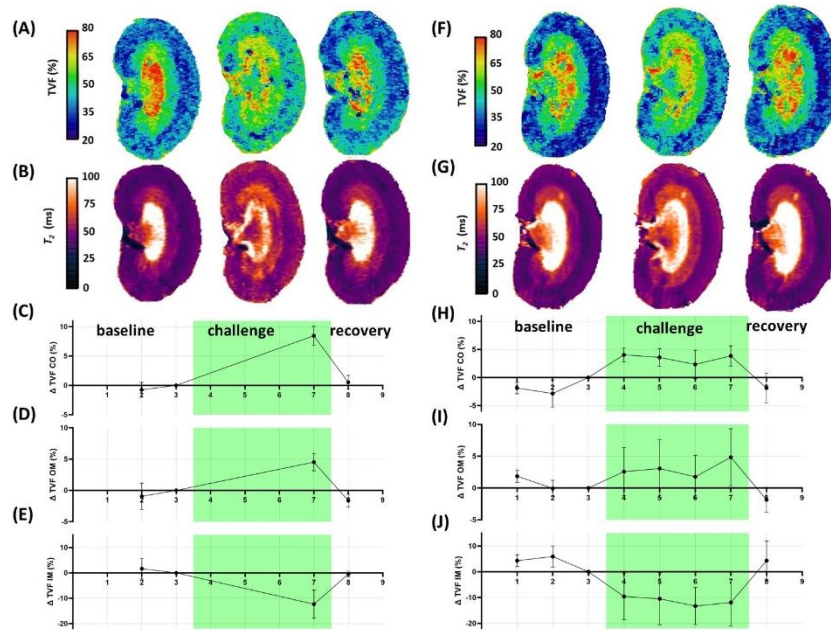 (A)
TVF
(%)
80
65
50
35
20
(B)
T₂ (ms)
100
75
50
25
0
(C)
baseline challenge recovery
Δ TVF CO (%)
10
5
0
-5
1 2 3 4 5 6 7 8 9
(D)
Δ TVF OM (%)
10
5
0
-5
1 2 3 4 5 6 7 8 9
(E)
Δ TVF IM (%)
10
0
-10
-20
1 2 3 4 5 6 7 8 9
(F)
TVF
(%)
80
65
50
35
20
(G)
T₂ (ms)
100
75
50
25
0
(H)
baseline challenge recovery
Δ TVF CO (%)
10
5
0
-5
1 2 3 4 5 6 7 8 9
(I)
Δ TVF OM (%)
10
5
0
-5
1 2 3 4 5 6 7 8 9
(J)
Δ TVF IM (%)
10
0
-10
-20
1 2 3 4 5 6 7 8 9